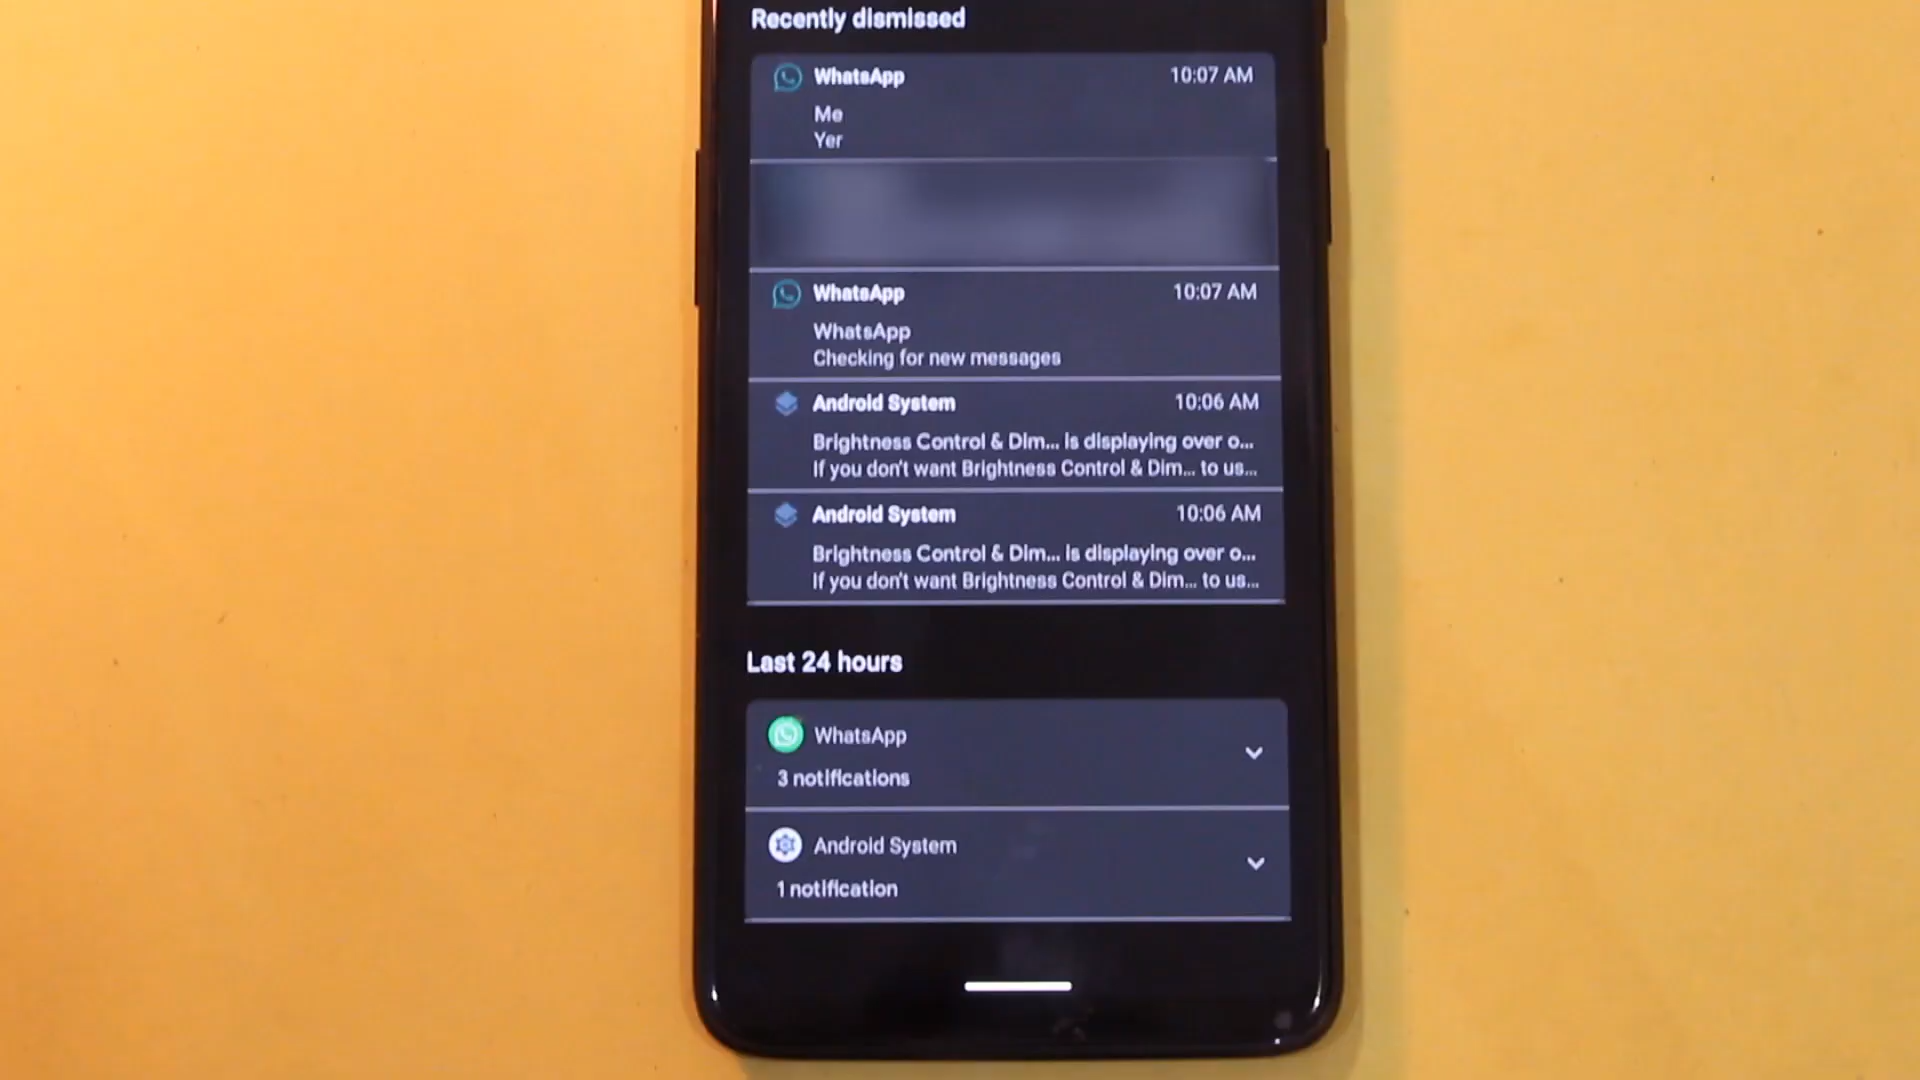 Recently dismissed
WhatsApp 10:07 AM
Me
Yer
WhatsApp 10:07 AM
WhatsApp
Checking for new messages
Android System 10:06 AM
Brightness Control & Dim... is displaying over o...
If you don't want Brightness Control & Dim... to us...
Android System 10:06 AM
Brightness Control & Dim... is displaying over o...
If you don't want Brightness Control & Dim... to us...
Last 24 hours
WhatsApp
3 notifications
Android System
1 notification